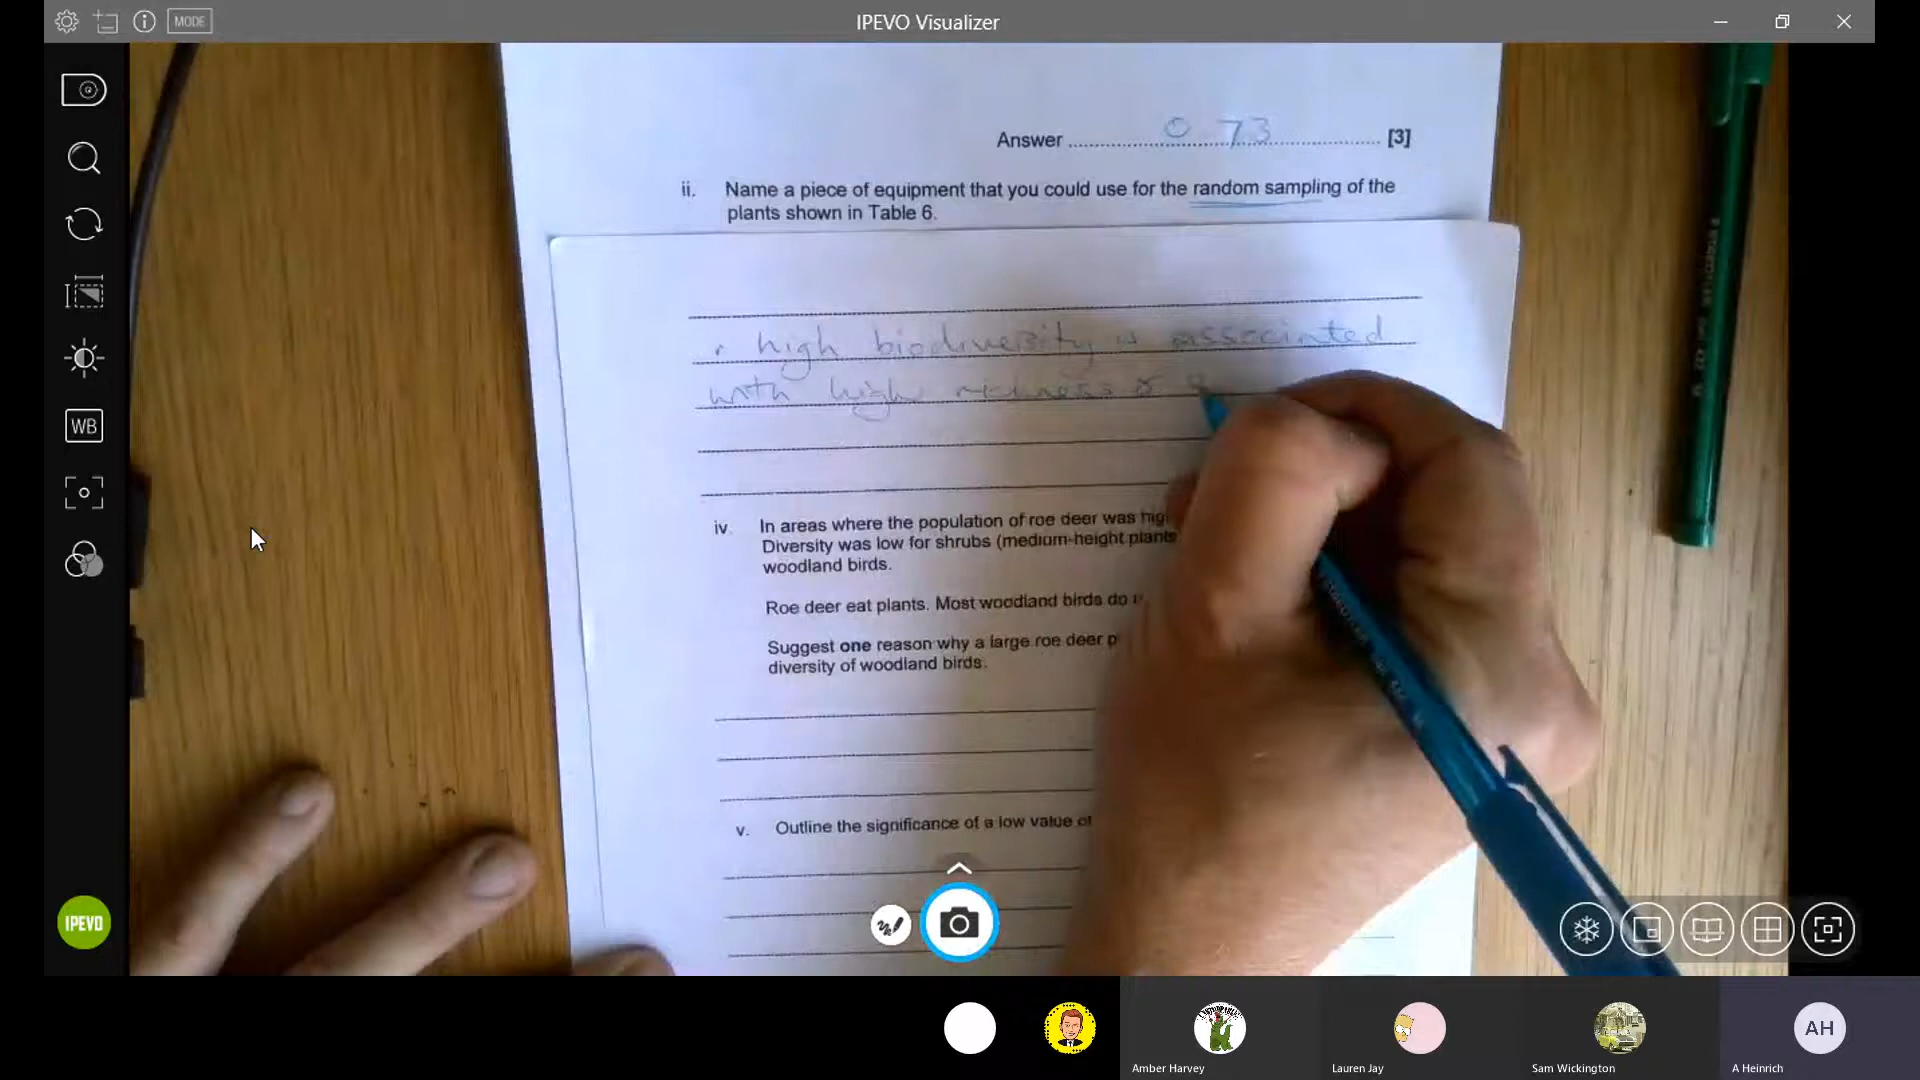 MODE
IPEVO Visualizer
Answer 0.73 [3]
ii. Name a piece of equipment that you could use for the random sampling of the
plants shown in Table 6.
high biodiversity is associated
with high richness &
iv. In areas where the population of roe deer was hig
Diversity was low for shrubs (medium-height plants
woodland birds.
Roe deer eat plants. Most woodland birds do
Suggest one reason why a large roe deer p
diversity of woodland birds.
v. Outline the significance of a low value of
WB
IPEVO
AH
Amber Harvey
Lauren Jay
Sam Wickington
A Heinrich